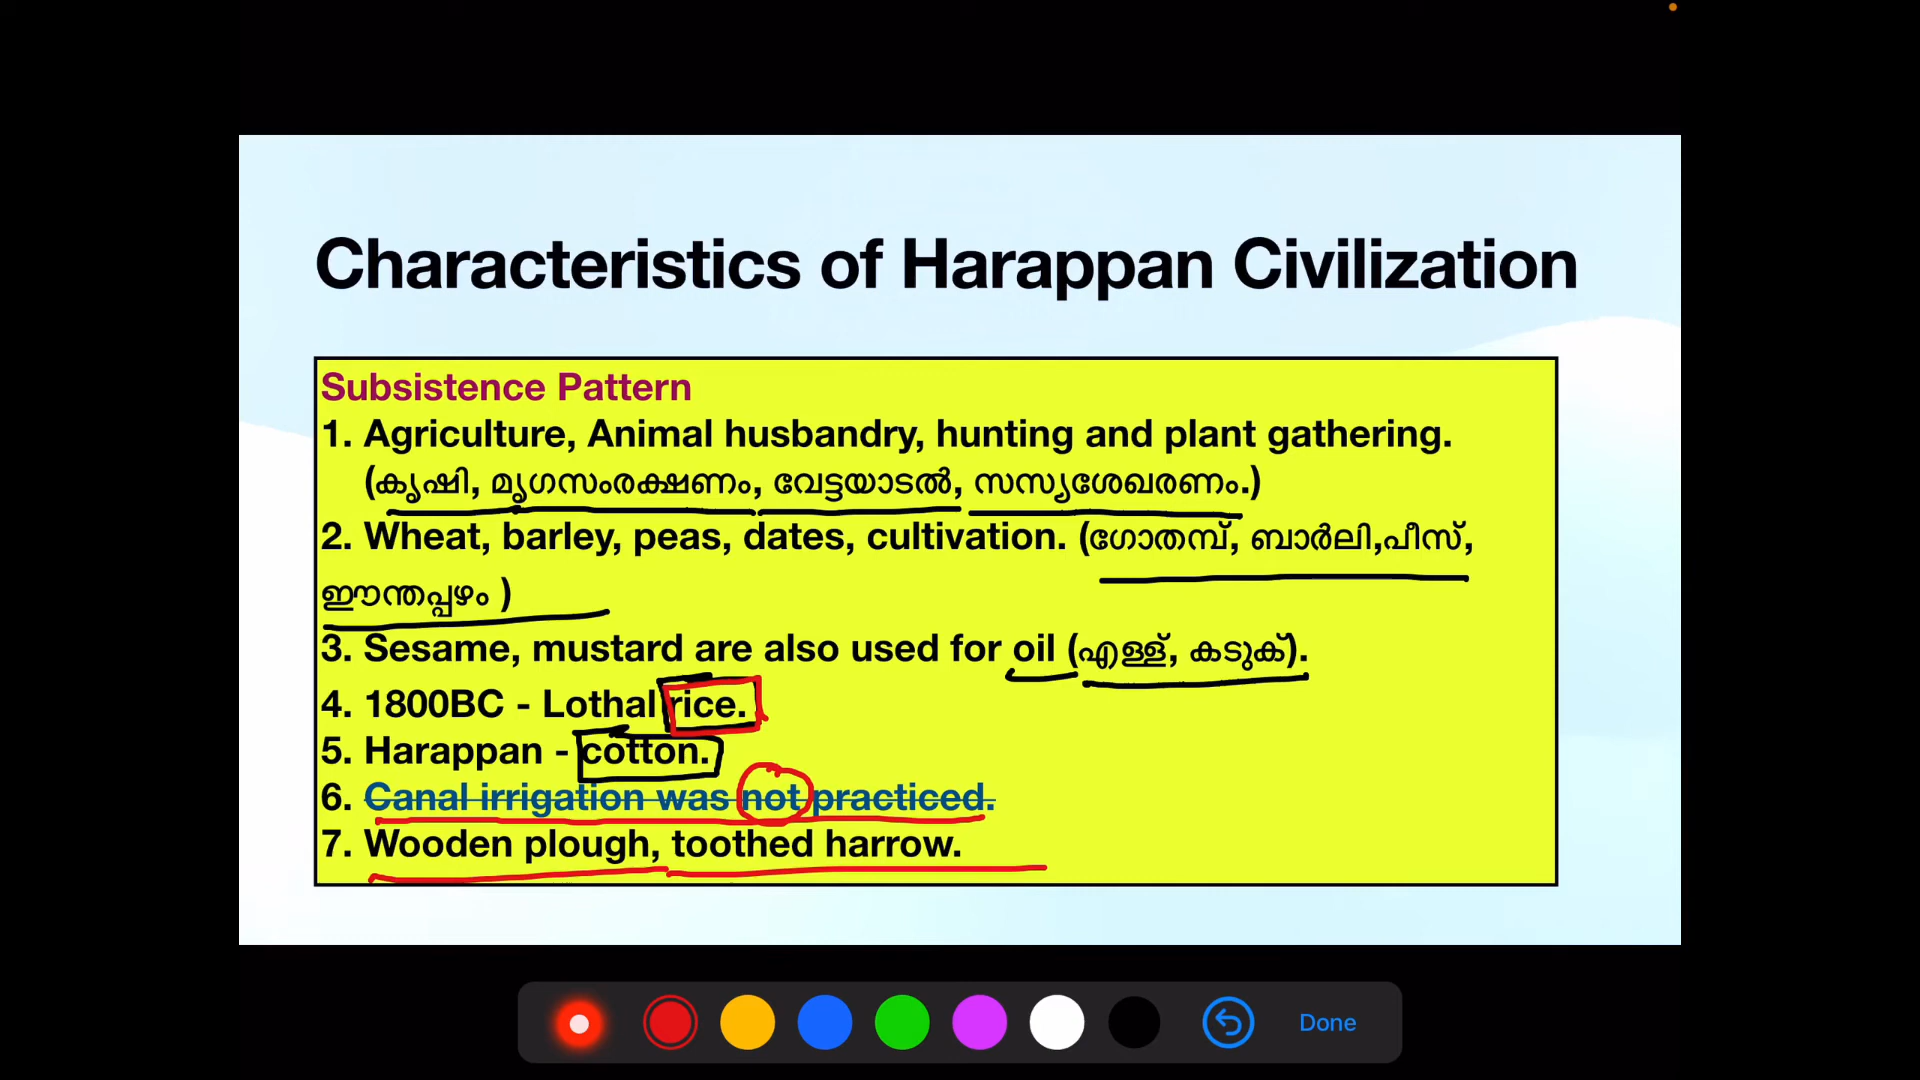 Characteristics of Harappan Civilization
Subsistence Pattern
1. Agriculture, Animal husbandry, hunting and plant gathering.
(കൃഷി, മൃഗസംരക്ഷണം, വേട്ടയാടൽ, സസ്യശേഖരണം.)
2. Wheat, barley, peas, dates, cultivation. (ഗോതമ്പ്, ബാർലി,പീസ്,
ഈന്തപ്പഴം )
3. Sesame, mustard are also used for oil (എള്ള്, കടുക്).
4. 1800BC - Lothal rice.
5. Harappan - cotton.
6. Canal irrigation was not practiced.
7. Wooden plough, toothed harrow.
Done